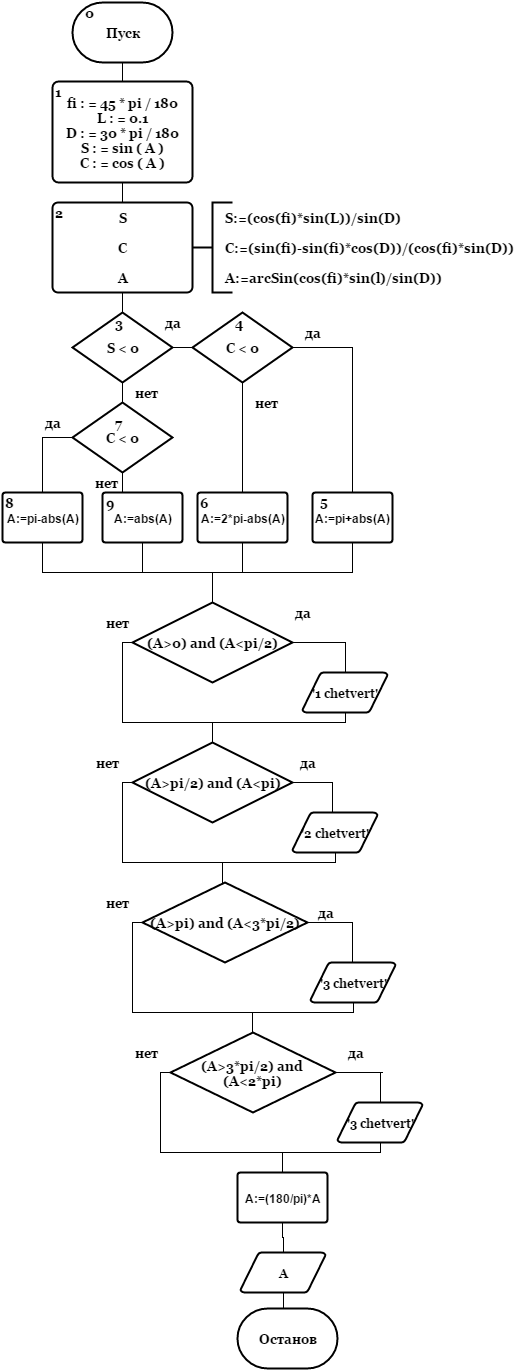 0
Пуск
1
fi : = 45 * pi / 180
L : = 0.1
D : = 30 * pi / 180
S : = sin ( A )
C : = cos ( A )
2
S
C
A
S:=(cos(fi)*sin(L))/sin(D)
C:=(sin(fi)-sin(fi)*cos(D))/(cos(fi)*sin(D))
A:=arcSin(cos(fi)*sin(l)/sin(D))
3
S < 0
да
4
C < 0
да
нет
нет
7
C < 0
да
нет
8
A:=pi-abs(A)
9
A:=abs(A)
6
A:=2*pi-abs(A)
5
A:=pi+abs(A)
нет
да
(A>0) and (A<pi/2)
'1 chetvert'
нет
да
(A>pi/2) and (A<pi)
'2 chetvert'
нет
да
(A>pi) and (A<3*pi/2)
'3 chetvert'
нет
да
(A>3*pi/2) and
(A<2*pi)
'3 chetvert'
A:=(180/pi)*A
A
Останов